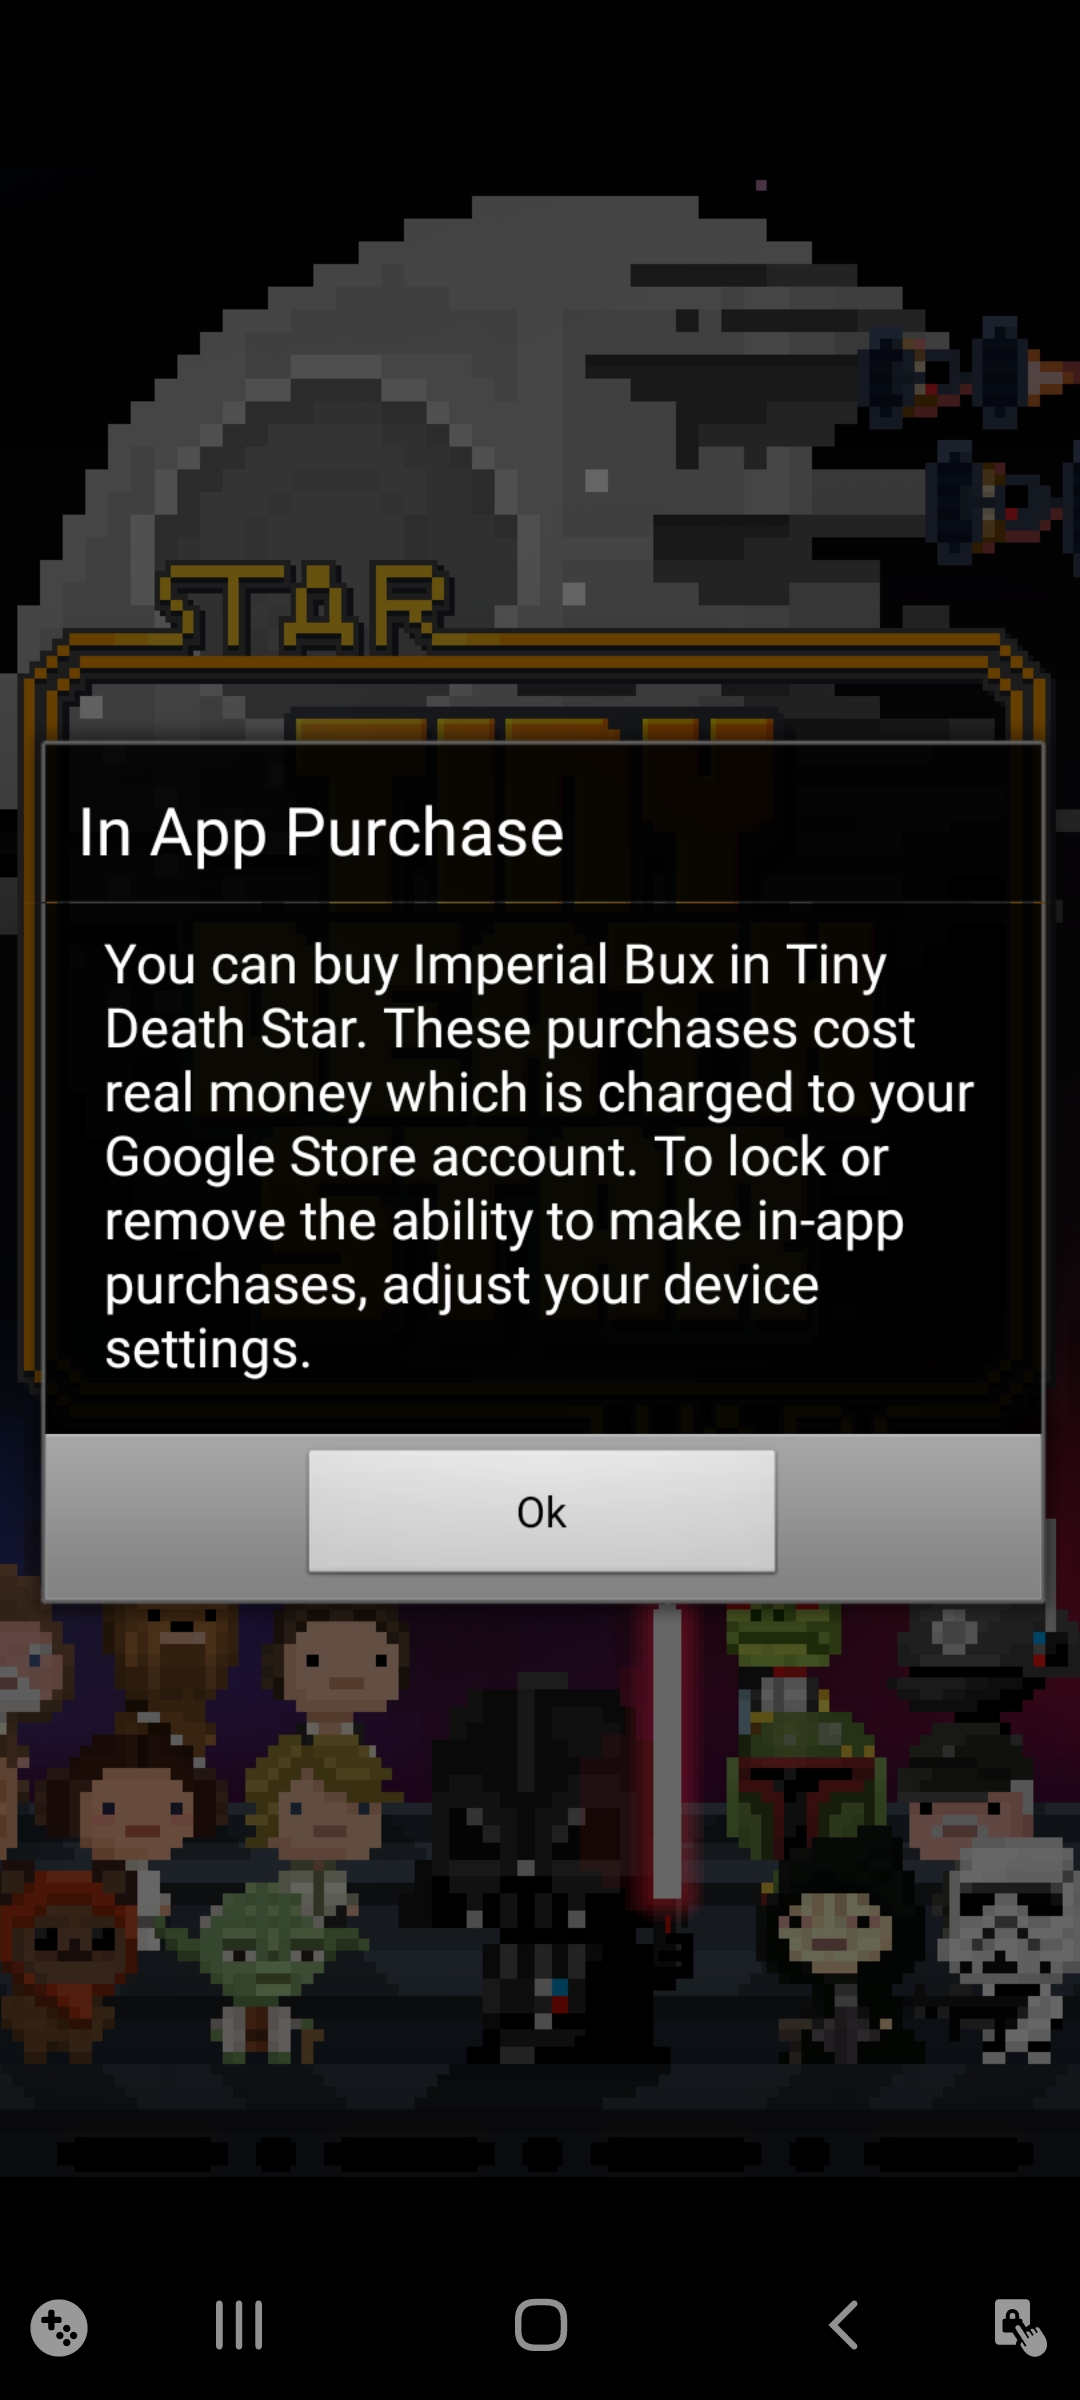 STAR
TINY
In App Purchase
You can buy Imperial Bux in Tiny
Death Star. These purchases cost
real money which is charged to your
Google Store account. To lock or
remove the ability to make in-app
purchases, adjust your device
settings.
Ok